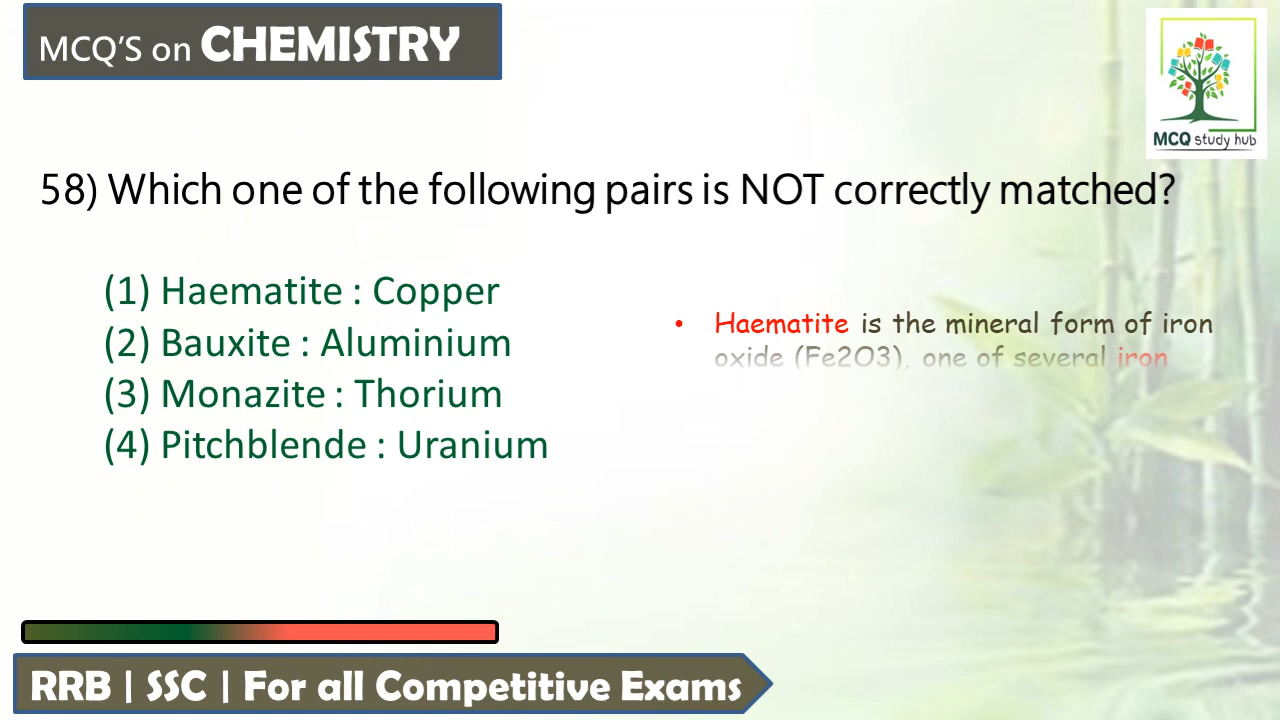 MCQ'S on CHEMISTRY
MCQ study hub
58) Which one of the following pairs is NOT correctly matched?
(1) Haematite : Copper
(2) Bauxite : Aluminium
(3) Monazite : Thorium
(4) Pitchblende : Uranium
• Haematite is the mineral form of iron
oxide (Fe2O3), one of several iron
RRB | SSC | For all Competitive Exams